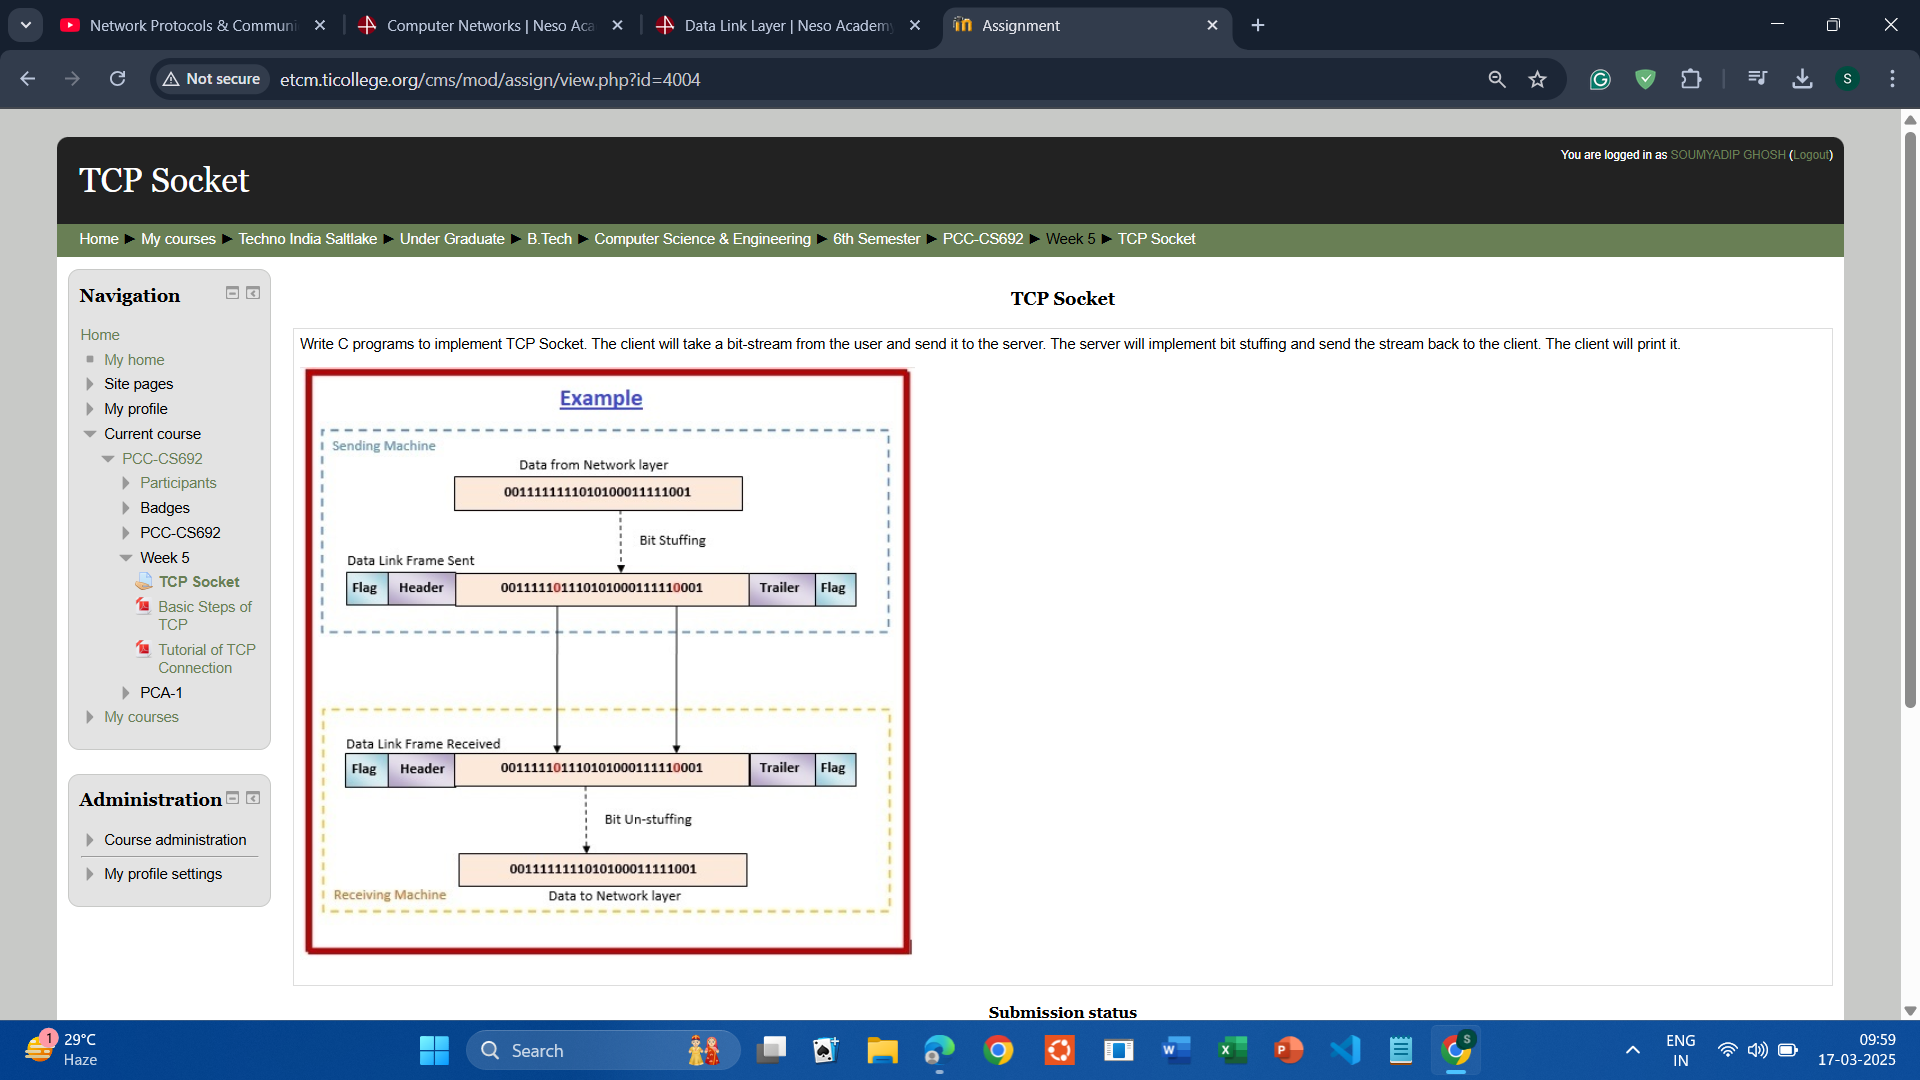 Network Protocols & Communi
Computer Networks | Neso Aca
Data Link Layer | Neso Academy
Assignment
Not secure
etcm.ticollege.org/cms/mod/assign/view.php?id=4004
S
TCP Socket
You are logged in as SOUMYADIP GHOSH (Logout)
Home ► My courses ► Techno India Saltlake ► Under Graduate ► B.Tech ► Computer Science & Engineering ► 6th Semester ► PCC-CS692 ► Week 5 ► TCP Socket
Navigation
Home
My home
Site pages
My profile
Current course
PCC-CS692
Participants
Badges
PCC-CS692
Week 5
TCP Socket
Basic Steps of
TCP
Tutorial of TCP
Connection
PCA-1
My courses
Administration
Course administration
My profile settings
TCP Socket
Write C programs to implement TCP Socket. The client will take a bit-stream from the user and send it to the server. The server will implement bit stuffing and send the stream back to the client. The client will print it.
Example
Sending Machine
Data from Network layer
0011111111010100011111001
Bit Stuffing
Data Link Frame Sent
Flag Header 001111101110101000111110001 Trailer Flag
Data Link Frame Received
Flag Header 001111101110101000111110001 Trailer Flag
Bit Un-stuffing
0011111111010100011111001
Receiving Machine
Data to Network layer
Submission status
1
29°C
Haze
Search
S
ENG
IN
09:59
17-03-2025